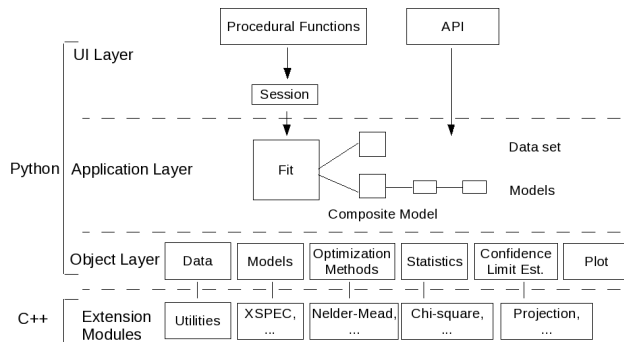 Procedural Functions
API
UI Layer
Session
Python
Application Layer
Fit
Data set
Models
Composite Model
Object Layer
Data
Models
Optimization
Methods
Statistics
Confidence
Limit Est.
Plot
C++
Extension
Modules
Utilities
XSPEC,
...
Nelder-Mead,
...
Chi-square,
...
Projection,
...